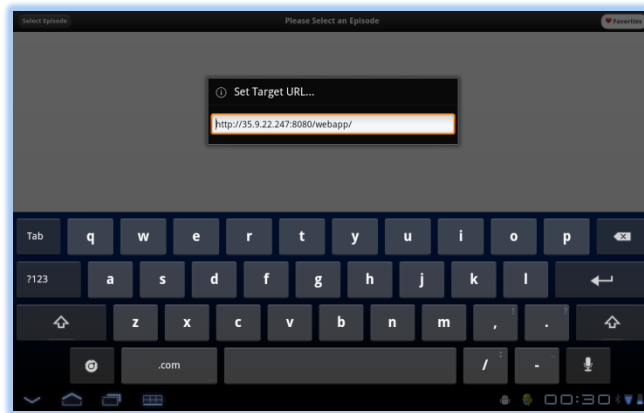 Select Episode
Please Select an Episode
Favorites
Set Target URL...
http://35.9.22.247:8080/webapp/
Tab q w e r t y u i o p
?123 a s d f g h j k l
z x c v b n m , ! . ?
.com / : - _
00:30